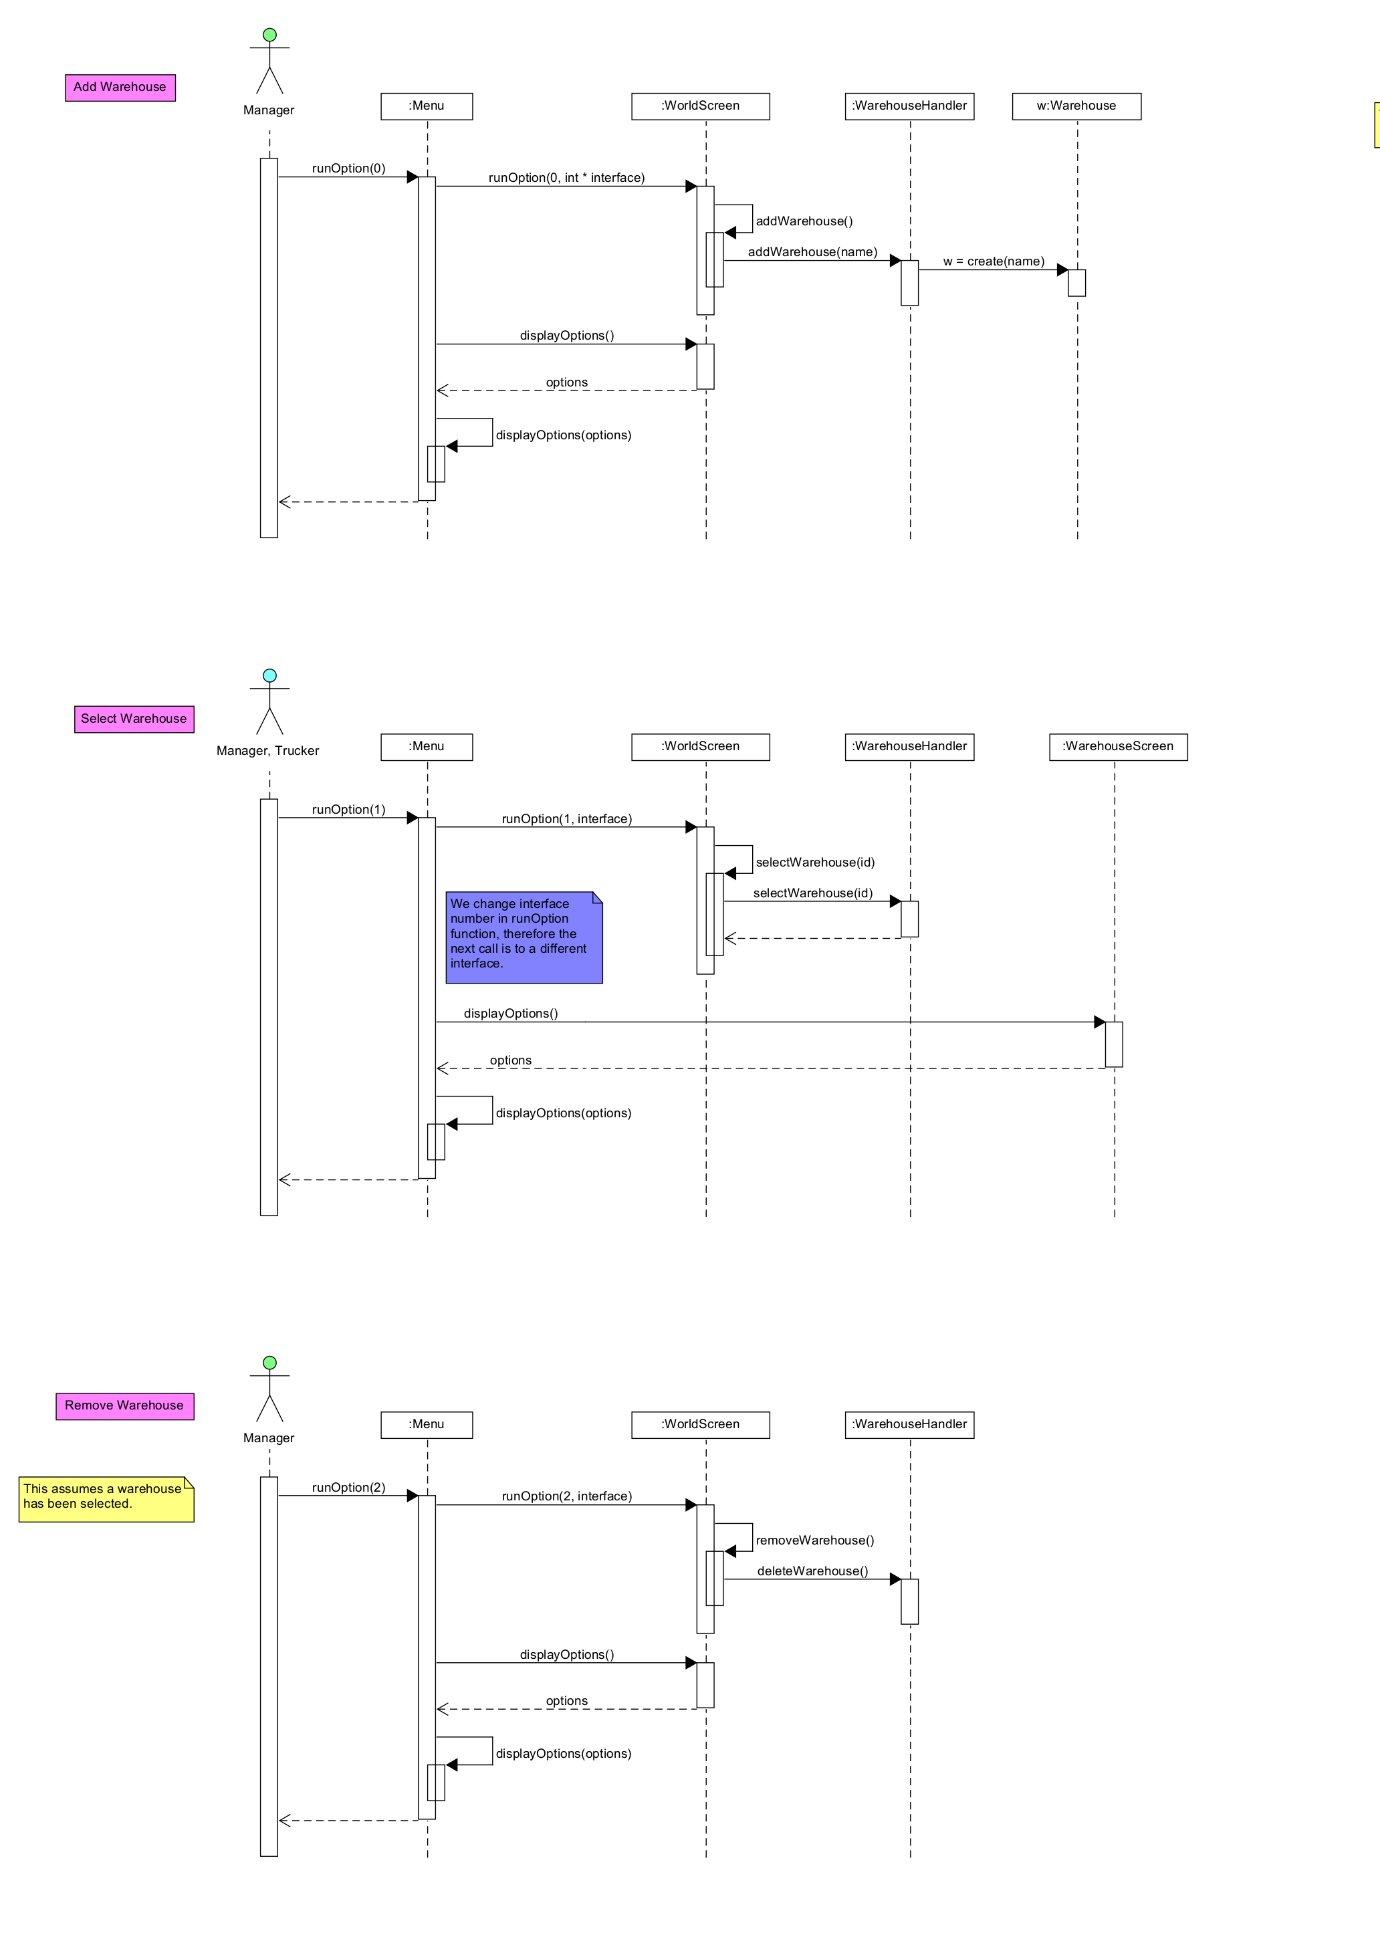 Add Warehouse
Manager
:Menu
:WorldScreen
:WarehouseHandler
w:Warehouse
runOption(0)
runOption(0, int * interface)
addWarehouse()
addWarehouse(name)
w = create(name)
displayOptions()
options
displayOptions(options)
Select Warehouse
Manager, Trucker
:Menu
:WorldScreen
:WarehouseHandler
:WarehouseScreen
runOption(1)
runOption(1, interface)
selectWarehouse(id)
selectWarehouse(id)
We change interface
number in runOption
function, therefore the
next call is to a different
interface.
displayOptions()
options
displayOptions(options)
Remove Warehouse
Manager
:Menu
:WorldScreen
:WarehouseHandler
This assumes a warehouse
has been selected.
runOption(2)
runOption(2, interface)
removeWarehouse()
deleteWarehouse()
displayOptions()
options
displayOptions(options)